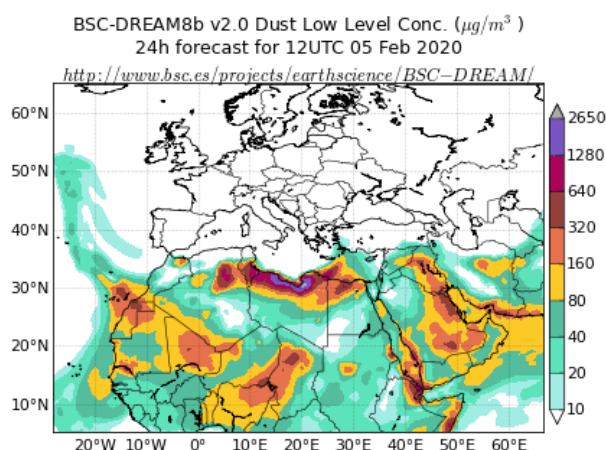 BSC-DREAM8b v2.0 Dust Low Level Conc. (μg/m³ )
24h forecast for 12UTC 05 Feb 2020
http://www.bsc.es/projects/earthscience/BSC−DREAM/
60°N
50°N
40°N
30°N
20°N
10°N
20°W
10°W
0°
10°E
20°E
30°E
40°E
50°E
60°E
2650
1280
640
320
160
80
40
20
10